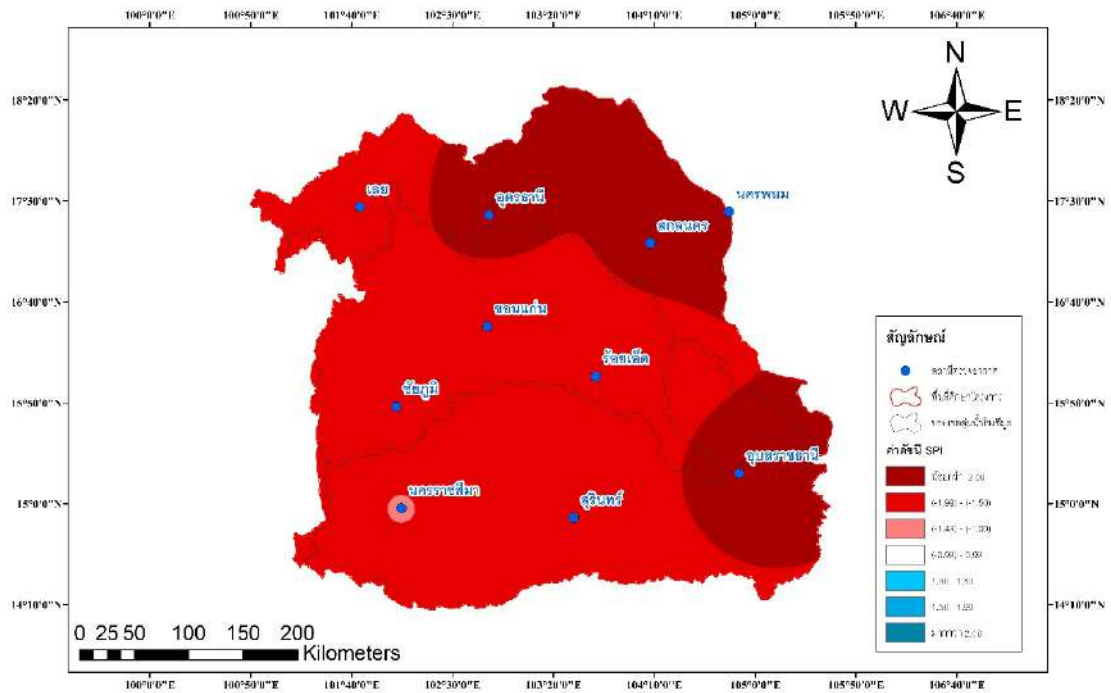 100°0'0"E 100°50'0"E 101°40'0"E 102°30'0"E 103°20'0"E 104°10'0"E 105°0'0"E 105°50'0"E 106°40'0"E
N
18°20'0"N 18°20'0"N
W E
S
เลย
17°30'0"N อุดรธานี นครพนม 17°30'0"N
สกลนคร
16°40'0"N ขอนแก่น 16°40'0"N
สัญลักษณ์
ร้อยเอ็ด
ชัยภูมิ
15°50'0"N 15°50'0"N
ค่าดัชนี SPI
อุบลราชธานี
นครราชสีมา
(-1.99) - (-1.50)
15°0'0"N สุรินทร์ 15°0'0"N
(-1.49) - (-1.00)
14°10'0"N 14°10'0"N
0 25 50 100 150 200
Kilometers
100°0'0"E 100°50'0"E 101°40'0"E 102°30'0"E 103°20'0"E 104°10'0"E 105°0'0"E 105°50'0"E 106°40'0"E